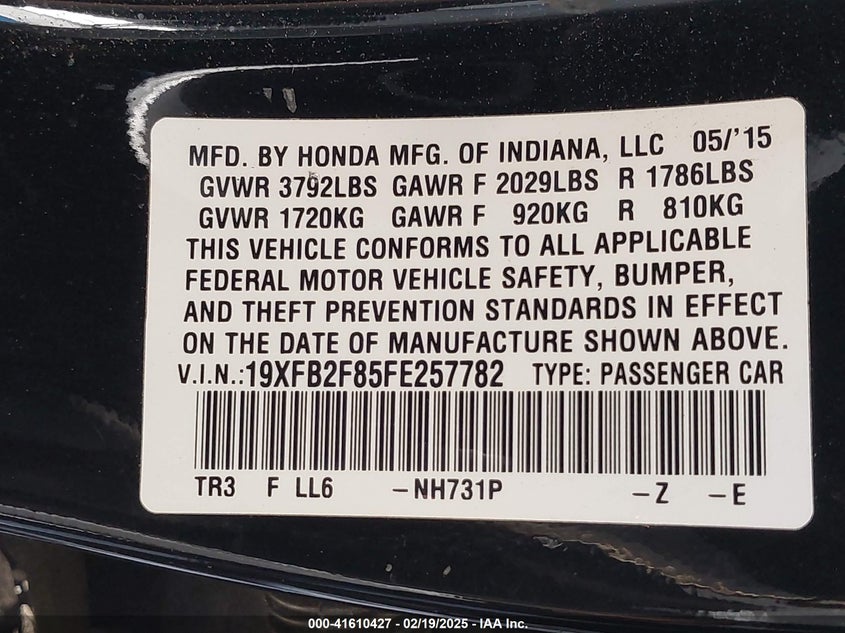 MFD. BY HONDA MFG. OF INDIANA, LLC 05/'15
GVWR 3792LBS GAWR F 2029LBS R 1786LBS
GVWR 1720KG GAWR F 920KG R 810KG
THIS VEHICLE CONFORMS TO ALL APPLICABLE
FEDERAL MOTOR VEHICLE SAFETY, BUMPER,
AND THEFT PREVENTION STANDARDS IN EFFECT
ON THE DATE OF MANUFACTURE SHOWN ABOVE.
V.I.N.:19XFB2F85FE257782 TYPE: PASSENGER CAR
TR3 F LL6 -NH731P -Z -E
000-41610427 - 02/19/2025 - IAA Inc.